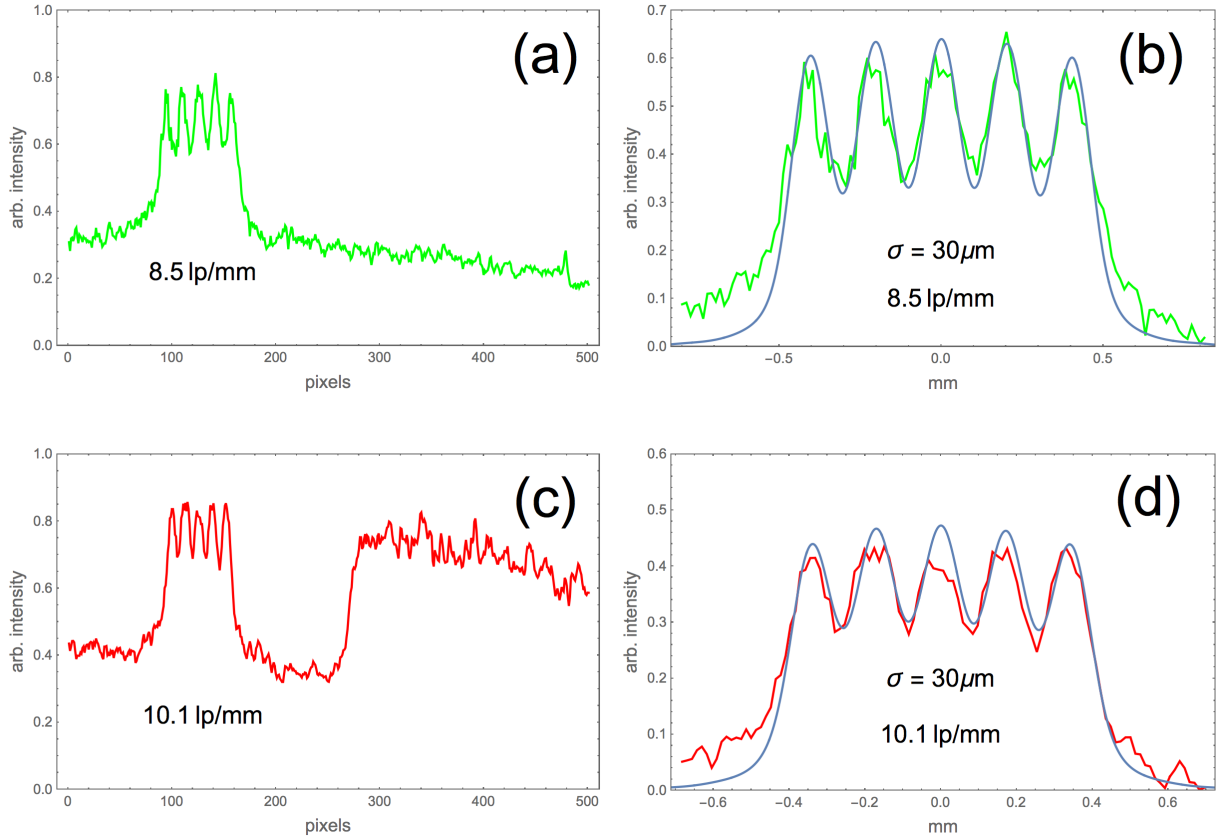 (a)
1.0
0.8
0.6
0.4
0.2
0.0
arb. intensity
8.5 lp/mm
0 100 200 300 400 500
pixels
(b)
0.7
0.6
0.5
0.4
0.3
0.2
0.1
0.0
arb. intensity
σ = 30μm
8.5 lp/mm
−0.5 0.0 0.5
mm
(c)
1.0
0.8
0.6
0.4
0.2
0.0
arb. intensity
10.1 lp/mm
0 100 200 300 400 500
pixels
(d)
0.6
0.5
0.4
0.3
0.2
0.1
0.0
arb. intensity
σ = 30μm
10.1 lp/mm
−0.6 −0.4 −0.2 0.0 0.2 0.4 0.6
mm